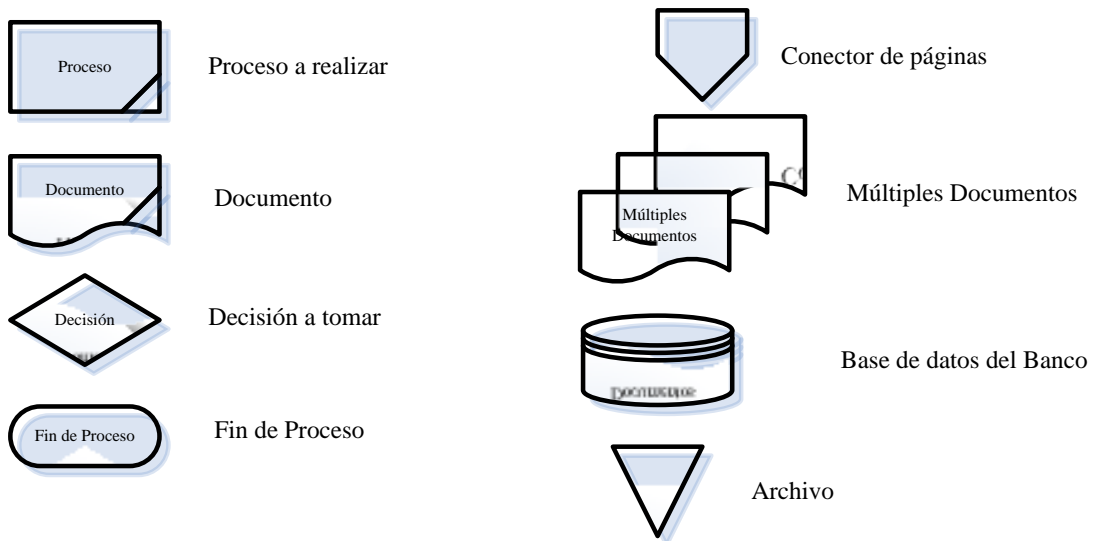 Proceso
Proceso a realizar
Documento
Documento
Decisión
Decisión a tomar
Fin de Proceso
Fin de Proceso
Conector de páginas
Múltiples
Documentos
Múltiples Documentos
Base de datos del Banco
Archivo